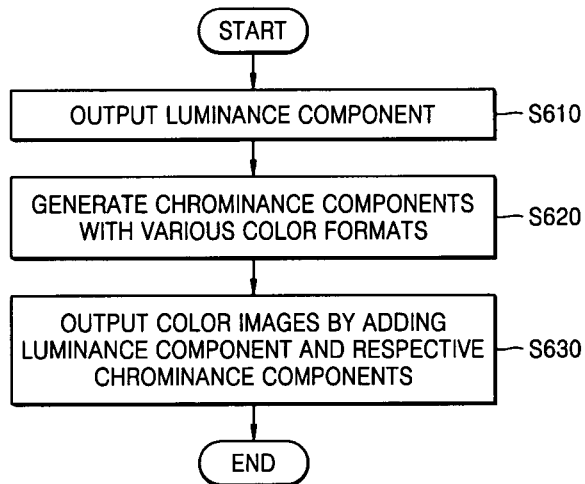 START
OUTPUT LUMINANCE COMPONENT
S610
GENERATE CHROMINANCE COMPONENTS
WITH VARIOUS COLOR FORMATS
S620
OUTPUT COLOR IMAGES BY ADDING
LUMINANCE COMPONENT AND RESPECTIVE
CHROMINANCE COMPONENTS
S630
END